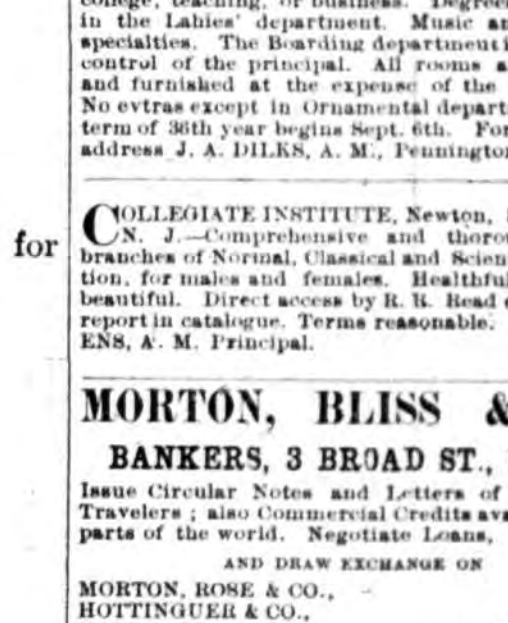 college, teaching, or business. Degrees
in the Labies' department. Music an
specialties. The Boarding department i
control of the principal. All rooms a
and furnished at the expense of the
No evtras except in Ornamental depart
term of 36th year begins Sept. 6th. For
address J. A. DILKS, A. M., Pennington
COLLEGIATE INSTITUTE, Newton,
N. J.—Comprehensive and thoro
for
branches of Normal, Classical and Scien
tion, for males and females. Healthful
beautiful. Direct access by R. R. Read
report in catalogue. Terms reasonable.
ENS, A. M. Principal.
MORTON, BLISS &
BANKERS, 3 BROAD ST.,
Issue Circular Notes and Letters of
Travelers ; also Commercial Credits ava
parts of the world. Negotiate Loans,
AND DRAW EXCHANGE ON
MORTON, ROSE & CO.,
HOTTINGUER & CO.,